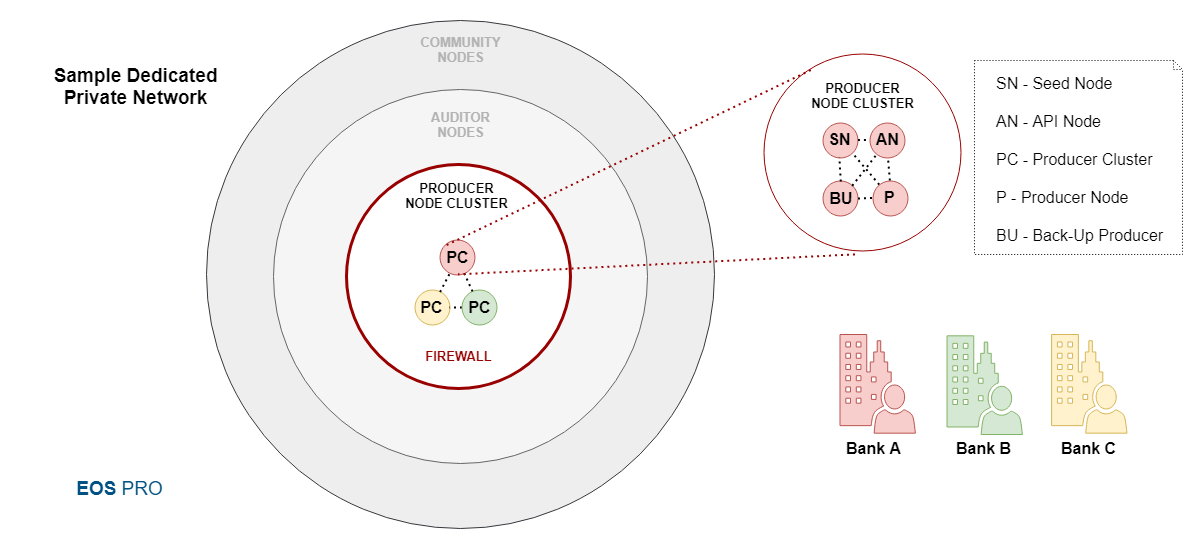 Sample Dedicated
Private Network
COMMUNITY
NODES
AUDITOR
NODES
PRODUCER
NODE CLUSTER
PC
PC
PC
FIREWALL
PRODUCER
NODE CLUSTER
SN
AN
BU
P
SN - Seed Node
AN - API Node
PC - Producer Cluster
P - Producer Node
BU - Back-Up Producer
Bank A
Bank B
Bank C
EOS PRO